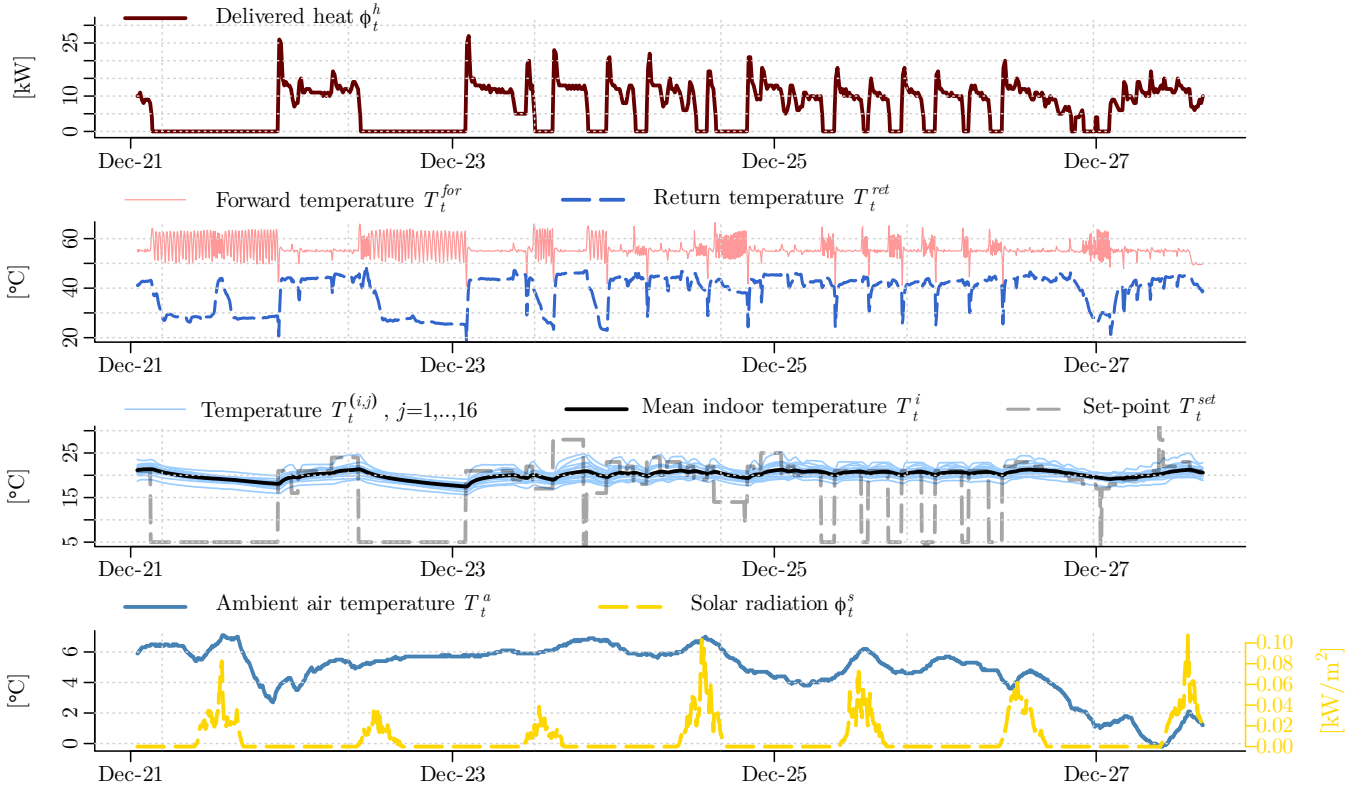 Delivered heat ϕ_t^h
[kW]
25
10
0
Dec-21 Dec-23 Dec-25 Dec-27
Forward temperature T_t^for Return temperature T_t^ret
[°C]
60
40
20
Dec-21 Dec-23 Dec-25 Dec-27
Temperature T_t^(i,j) , j=1,..,16 Mean indoor temperature T_t^i Set-point T_t^set
[°C]
25
15
5
Dec-21 Dec-23 Dec-25 Dec-27
Ambient air temperature T_t^a Solar radiation ϕ_t^s
[°C]
6
4
2
0
0.10
0.08
0.06
0.04
0.02
0.00
[kW/m²]
Dec-21 Dec-23 Dec-25 Dec-27